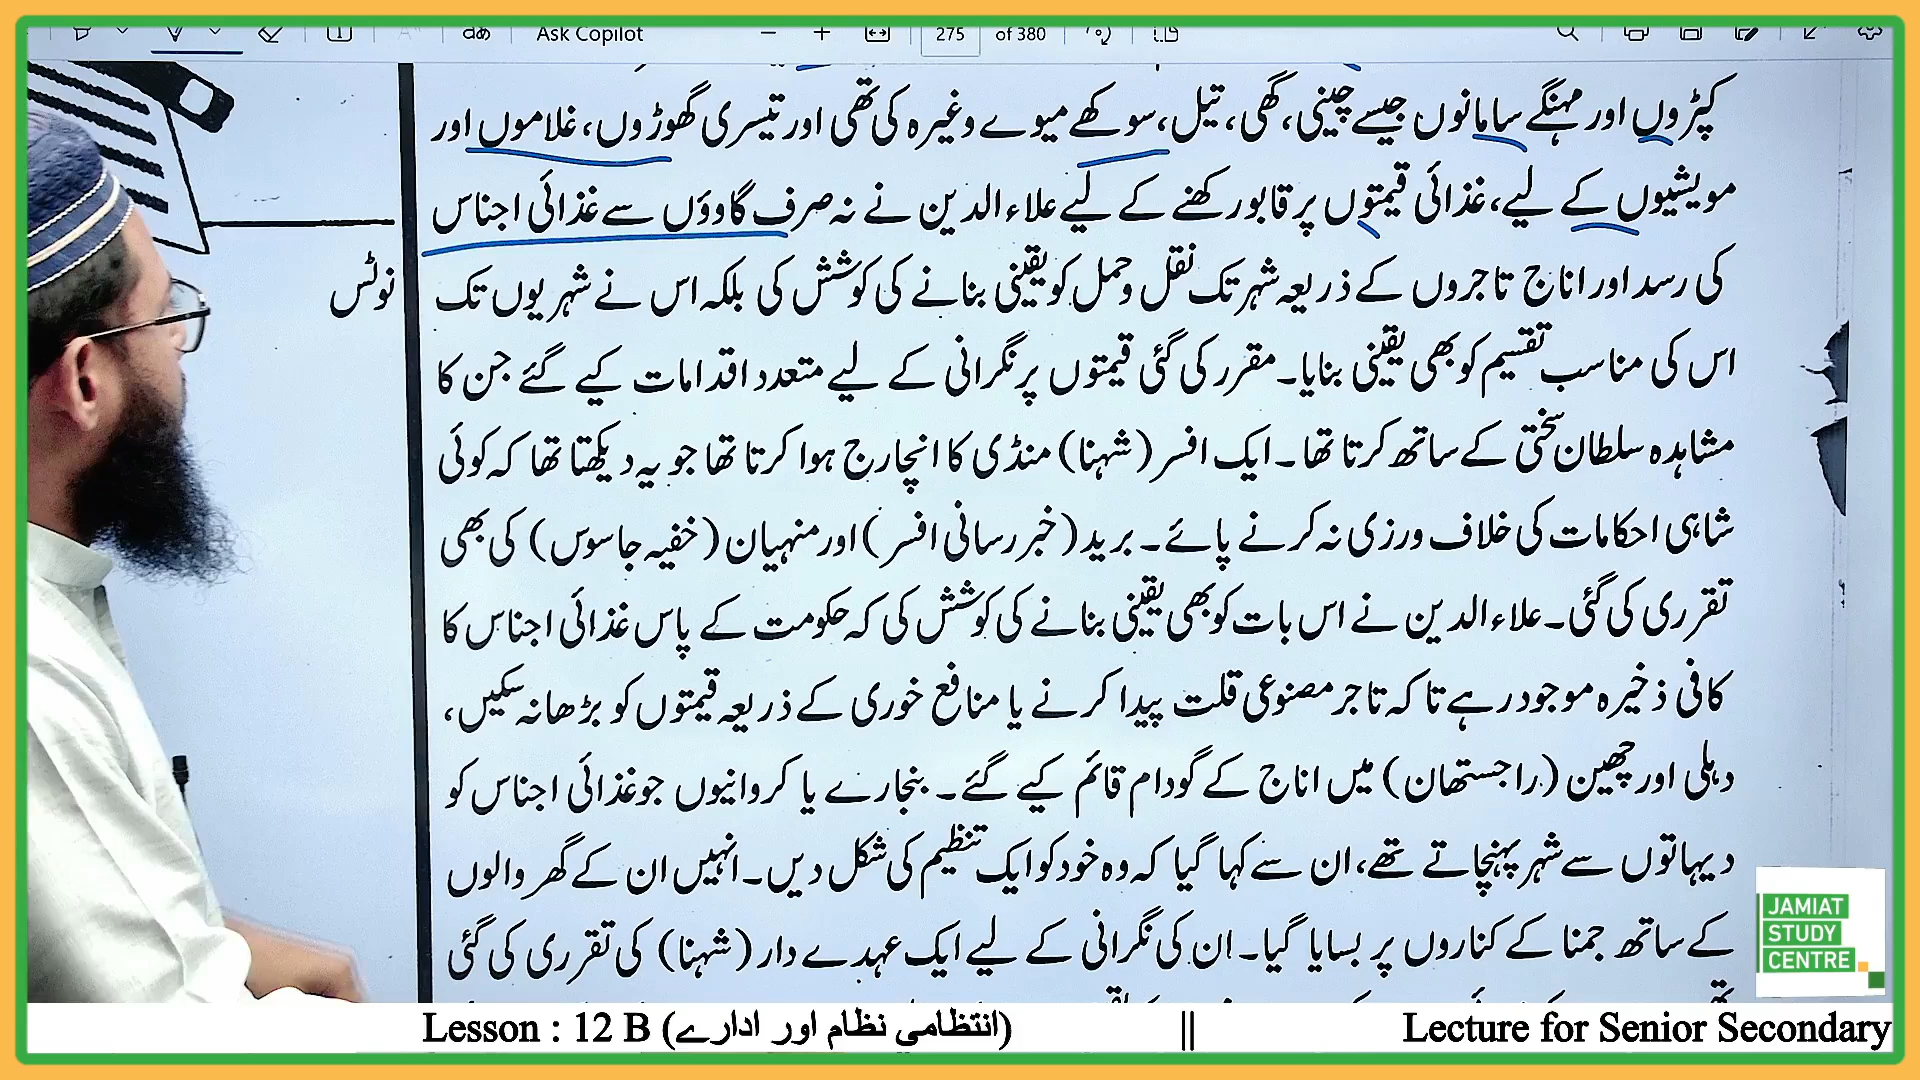 Ask Copilot
275 of 380
کپڑوں اور مہنگے سامانوں جیسے چینی، گھی، تیل، سوکھے میوے وغیرہ کی تھی اور تیسری گھوڑوں، غلاموں اور
مویشیوں کے لیے، غذائی قیمتوں پر قابو رکھنے کے لیے علاء الدین نے نہ صرف گاوؤں سے غذائی اجناس
کی رسد اور اناج تاجروں کے ذریعہ شہر تک نقل و حمل کو یقینی بنانے کی کوشش کی بلکہ اس نے شہریوں تک
نوٹس
اس کی مناسب تقسیم کو بھی یقینی بنایا۔ مقرر کی گئی قیمتوں پر نگرانی کے لیے متعدد اقدامات کیے گئے جن کا
مشاہدہ سلطان سختی کے ساتھ کرتا تھا۔ ایک افسر (شہنا) منڈی کا انچارج ہوا کرتا تھا جو یہ دیکھتا تھا کہ کوئی
شاہی احکامات کی خلاف ورزی نہ کرنے پائے۔ برید (خبر رسانی افسر) اور منہیان (خفیہ جاسوس) کی بھی
تقرری کی گئی۔ علاء الدین نے اس بات کو بھی یقینی بنانے کی کوشش کی کہ حکومت کے پاس غذائی اجناس کا
کافی ذخیرہ موجود رہے تا کہ تاجر مصنوعی قلت پیدا کرنے یا منافع خوری کے ذریعہ قیمتوں کو بڑھا نہ سکیں،
دہلی اور چھین (راجستھان) میں اناج کے گودام قائم کیے گئے۔ بنجارے یا کروانیوں جو غذائی اجناس کو
دیہاتوں سے شہر پہنچاتے تھے، ان سے کہا گیا کہ وہ خود کو ایک تنظیم کی شکل دیں۔ انہیں ان کے گھر والوں
کے ساتھ جمنا کے کناروں پر بسایا گیا۔ ان کی نگرانی کے لیے ایک عہدے دار (شہنا) کی تقرری کی گئی
JAMIAT
STUDY
CENTRE
Lesson : 12 B (انتظامي نظام اور ادارے) || Lecture for Senior Secondary